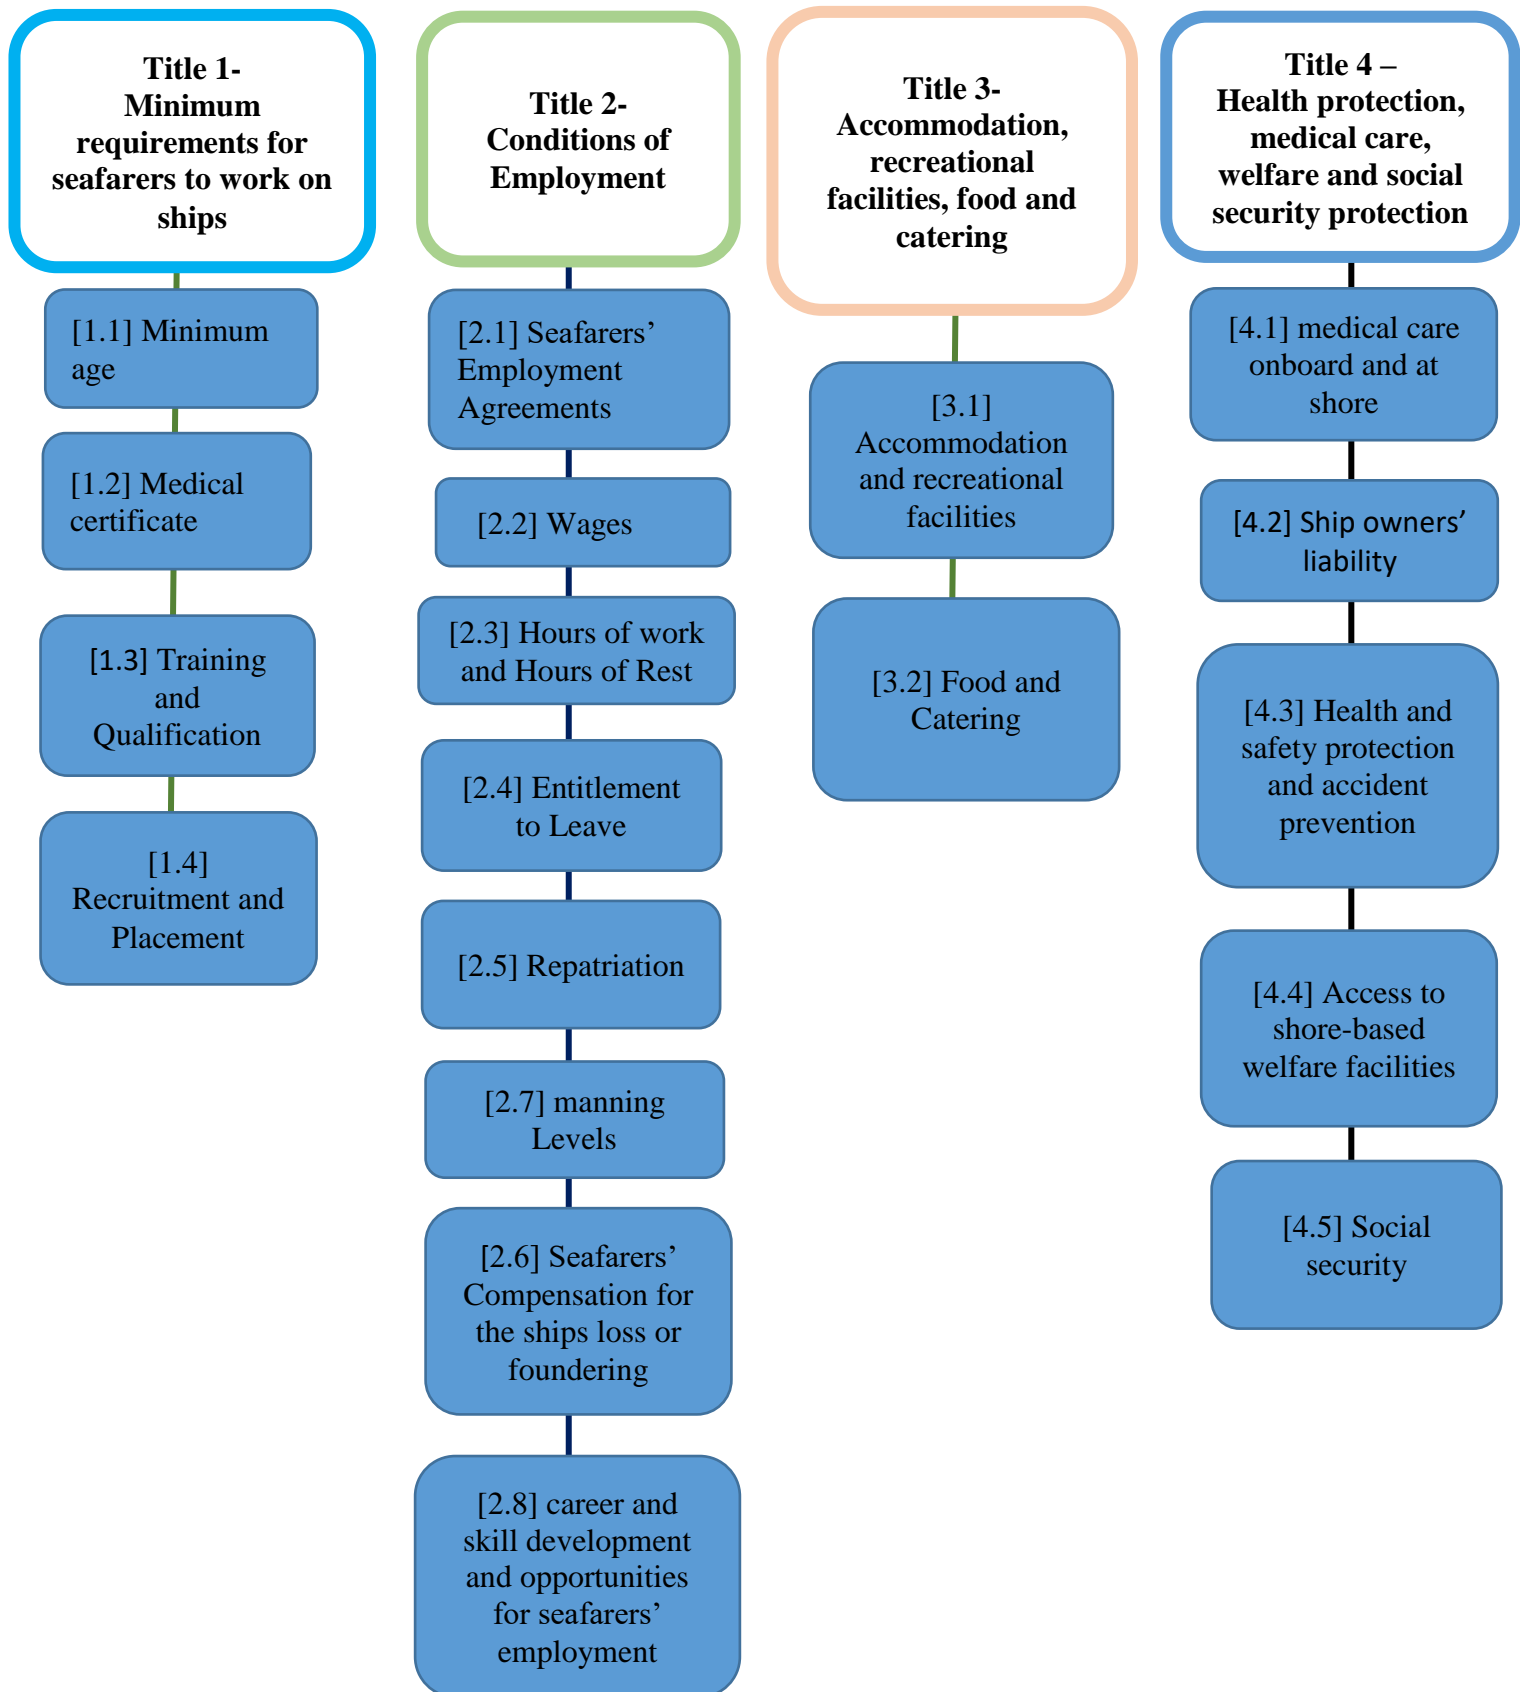 Title 1-
Minimum
requirements for
seafarers to work on
ships
[1.1] Minimum
age
[1.2] Medical
certificate
[1.3] Training
and
Qualification
[1.4]
Recruitment and
Placement
Title 2-
Conditions of
Employment
[2.1] Seafarers’
Employment
Agreements
[2.2] Wages
[2.3] Hours of work
and Hours of Rest
[2.4] Entitlement
to Leave
[2.5] Repatriation
[2.7] manning
Levels
[2.6] Seafarers’
Compensation for
the ships loss or
foundering
[2.8] career and
skill development
and opportunities
for seafarers’
employment
Title 3-
Accommodation,
recreational
facilities, food and
catering
[3.1]
Accommodation
and recreational
facilities
[3.2] Food and
Catering
Title 4 –
Health protection,
medical care,
welfare and social
security protection
[4.1] medical care
onboard and at
shore
[4.2] Ship owners’
liability
[4.3] Health and
safety protection
and accident
prevention
[4.4] Access to
shore-based
welfare facilities
[4.5] Social
security